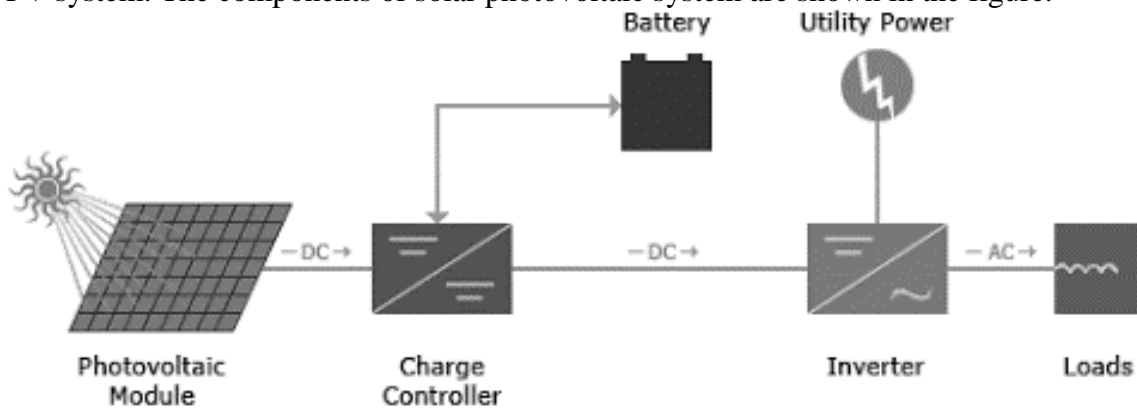 PV system. The components of solar photovoltaic system are shown in the figure.
Battery
Utility Power
DC
DC
AC
Photovoltaic
Module
Charge
Controller
Inverter
Loads